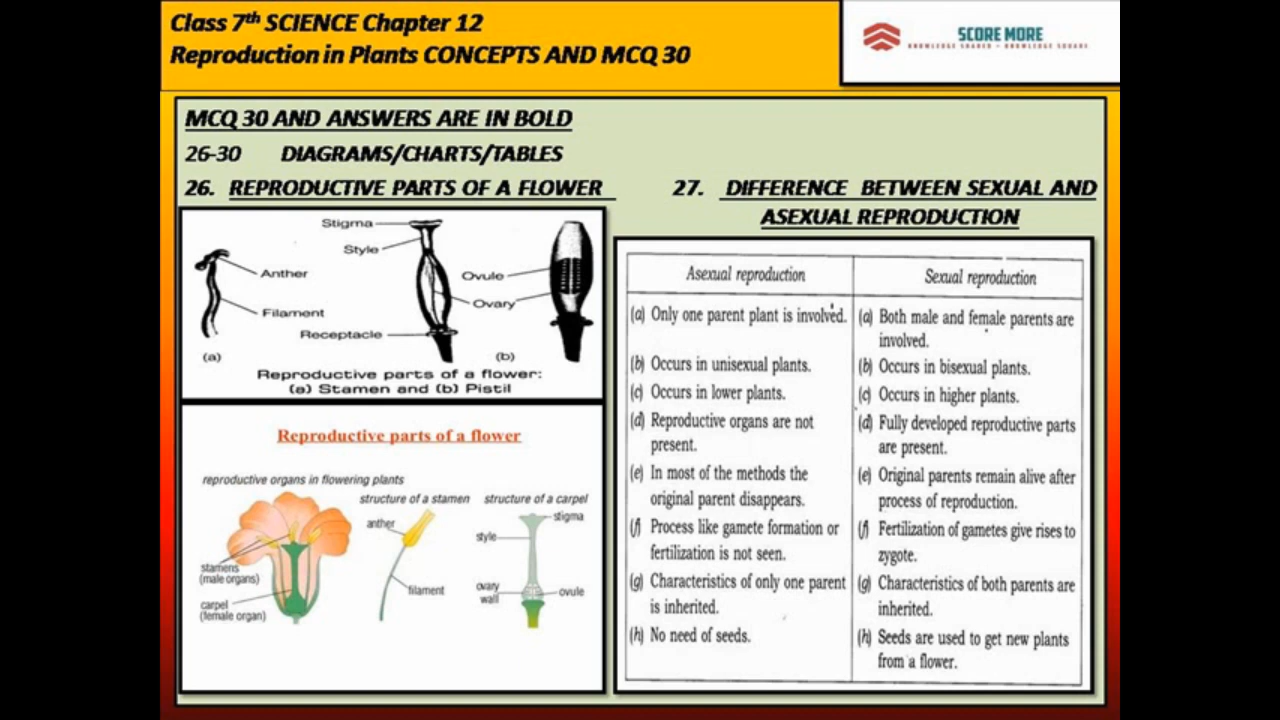 Class 7th SCIENCE Chapter 12
Reproduction in Plants CONCEPTS AND MCQ 30
SCORE MORE
KNOWLEDGE SHARED - KNOWLEDGE SQUARE
MCQ 30 AND ANSWERS ARE IN BOLD
26-30 DIAGRAMS/CHARTS/TABLES
26. REPRODUCTIVE PARTS OF A FLOWER
Stigma
Style
Anther
Ovule
Ovary
Filament
Receptacle
(a)
(b)
Reproductive parts of a flower:
(a) Stamen and (b) Pistil
Reproductive parts of a flower
reproductive organs in flowering plants
structure of a stamen
structure of a carpel
anther
stigma
style
stamens
(male organs)
filament
ovary
wall
ovule
carpel
(female organ)
27. DIFFERENCE BETWEEN SEXUAL AND
ASEXUAL REPRODUCTION
Asexual reproduction
Sexual reproduction
(a) Only one parent plant is involved.
(a) Both male and female parents are
involved.
(b) Occurs in unisexual plants.
(b) Occurs in bisexual plants.
(c) Occurs in lower plants.
(c) Occurs in higher plants.
(d) Reproductive organs are not
present.
(d) Fully developed reproductive parts
are present.
(e) In most of the methods the
original parent disappears.
(e) Original parents remain alive after
process of reproduction.
(f) Process like gamete formation or
fertilization is not seen.
(f) Fertilization of gametes give rises to
zygote.
(g) Characteristics of only one parent
is inherited.
(g) Characteristics of both parents are
inherited.
(h) No need of seeds.
(h) Seeds are used to get new plants
from a flower.